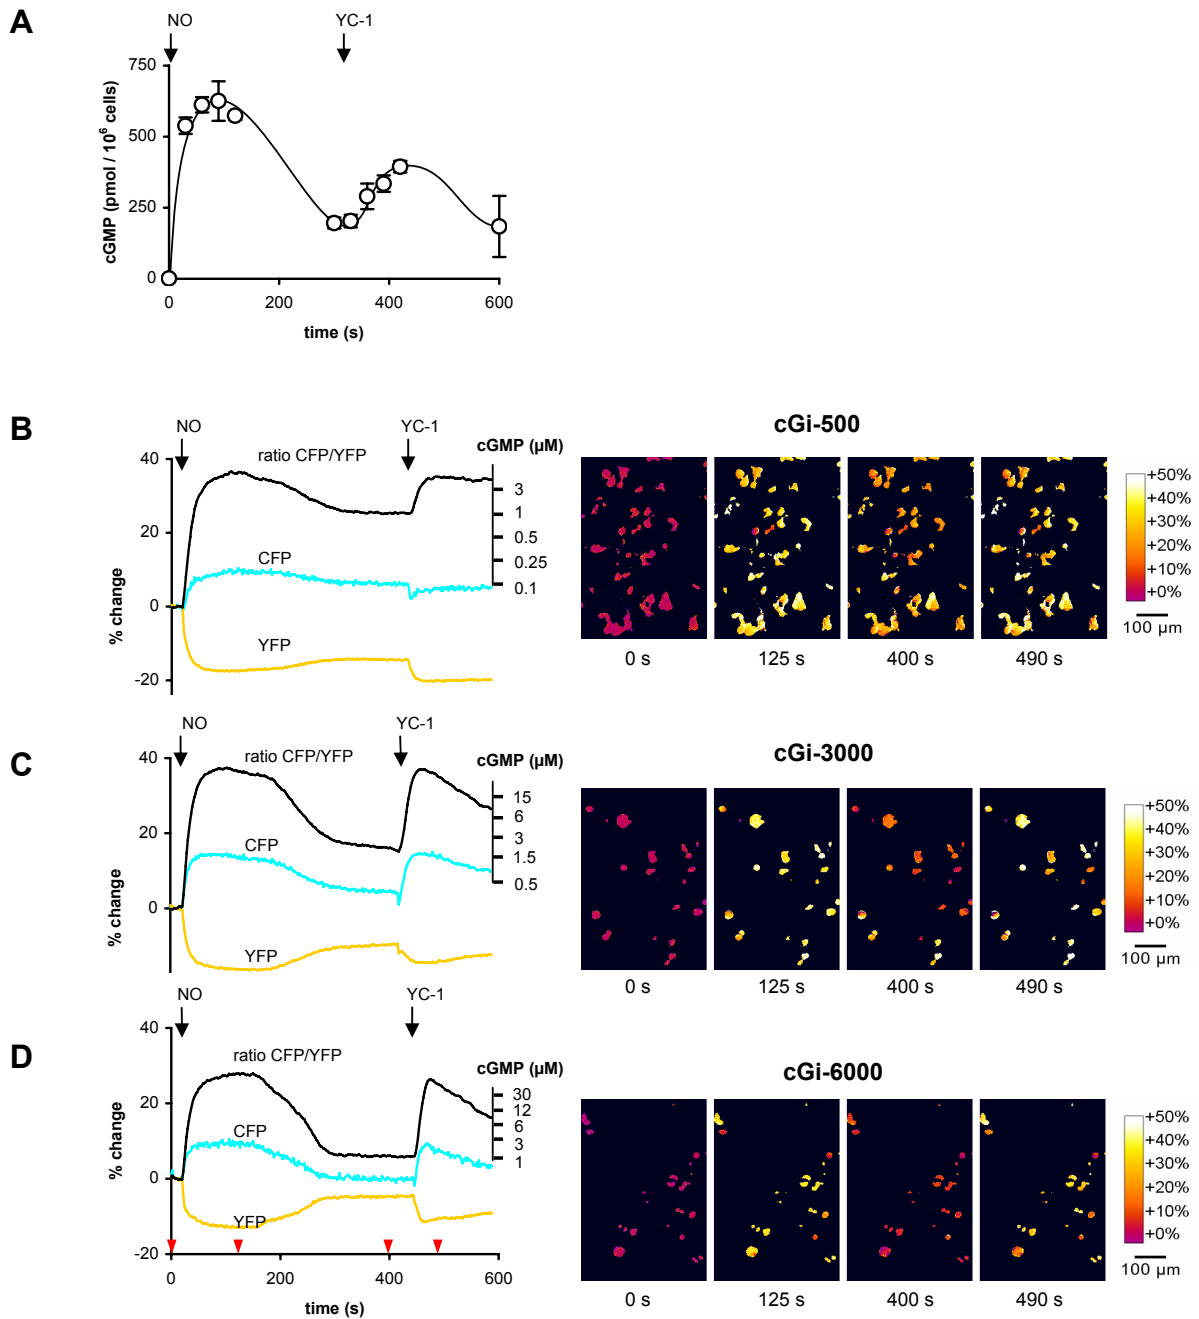 A
NO
YC-1
750
500
250
0
cGMP (pmol / 10⁶ cells)
0 200 400 600
time (s)
B
NO
YC-1
cGMP (µM)
ratio CFP/YFP
CFP
YFP
40
20
0
-20
% change
3
1
0.5
0.25
0.1
cGi-500
0 s 125 s 400 s 490 s
+50%
+40%
+30%
+20%
+10%
+0%
100 µm
C
NO
YC-1
cGMP (µM)
ratio CFP/YFP
CFP
YFP
40
20
0
% change
15
6
3
1.5
0.5
cGi-3000
0 s 125 s 400 s 490 s
+50%
+40%
+30%
+20%
+10%
+0%
100 µm
D
NO
YC-1
cGMP (µM)
ratio CFP/YFP
CFP
YFP
40
20
0
-20
% change
30
12
6
3
1
0 200 400 600
time (s)
cGi-6000
0 s 125 s 400 s 490 s
+50%
+40%
+30%
+20%
+10%
+0%
100 µm